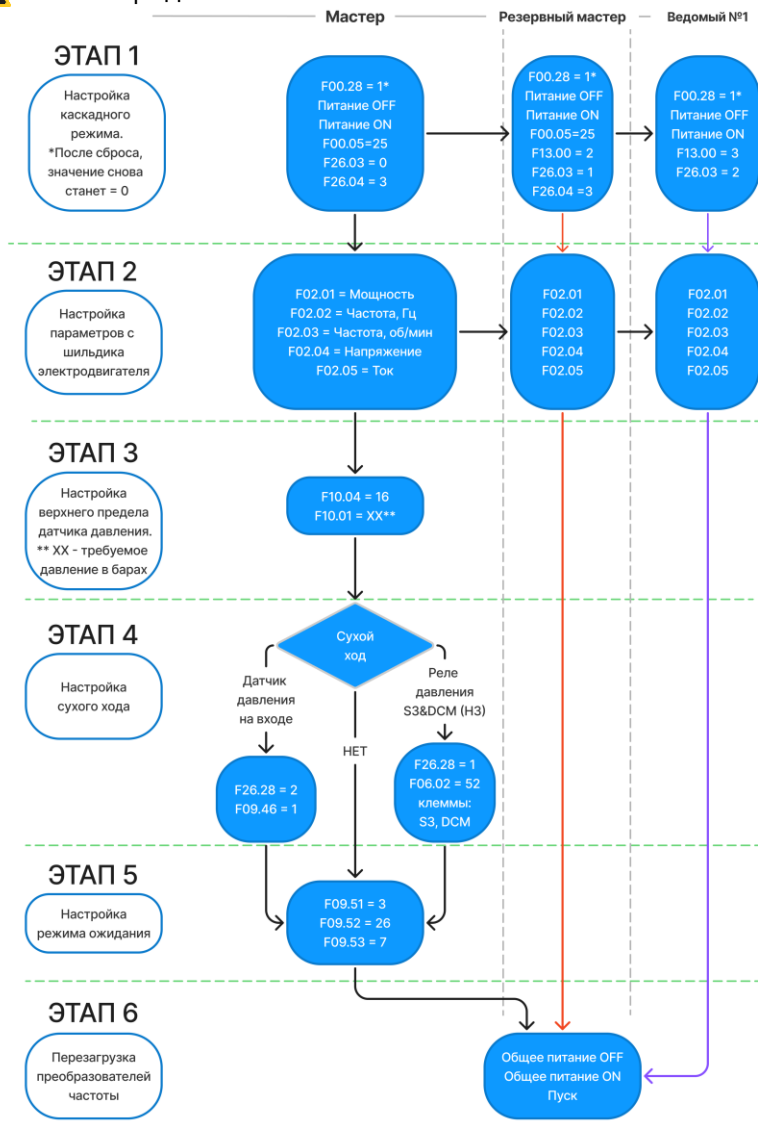 Мастер
Резервный мастер
Ведомый №1
ЭТАП 1
Настройка
каскадного
режима.
*После сброса,
значение снова
станет = 0
F00.28 = 1*
Питание OFF
Питание ON
F00.05=25
F26.03 = 0
F26.04 = 3
F00.28 = 1*
Питание OFF
Питание ON
F00.05=25
F13.00 = 2
F26.03 = 1
F26.04 =3
F00.28 = 1*
Питание OFF
Питание ON
F13.00 = 3
F26.03 = 2
ЭТАП 2
Настройка
параметров с
шильдика
электродвигателя
F02.01 = Мощность
F02.02 = Частота, Гц
F02.03 = Частота, об/мин
F02.04 = Напряжение
F02.05 = Ток
F02.01
F02.02
F02.03
F02.04
F02.05
F02.01
F02.02
F02.03
F02.04
F02.05
ЭТАП 3
Настройка
верхнего предела
датчика давления.
** XX - требуемое
давление в барах
F10.04 = 16
F10.01 = XX**
ЭТАП 4
Настройка
сухого хода
Сухой
ход
Датчик
давления
на входе
НЕТ
Реле
давления
S3&DCM (НЗ)
F26.28 = 2
F09.46 = 1
F26.28 = 1
F06.02 = 52
клеммы:
S3, DCM
ЭТАП 5
Настройка
режима ожидания
F09.51 = 3
F09.52 = 26
F09.53 = 7
ЭТАП 6
Перезагрузка
преобразователей
частоты
Общее питание OFF
Общее питание ON
Пуск